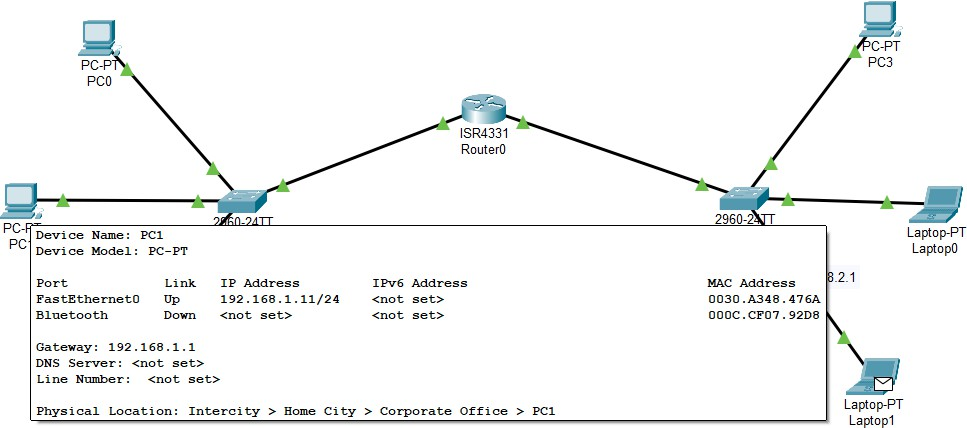 PC-PT
PC0
PC-PT
PC3
ISR4331
Router0
2960-24TT
2960-24TT
PC-PT
Laptop-PT
Laptop0
Device Name: PC1
Device Model: PC-PT
Port Link IP Address IPv6 Address MAC Address
FastEthernet0 Up 192.168.1.11/24 <not set> 0030.A348.476A
Bluetooth Down <not set> <not set> 000C.CF07.92D8
Gateway: 192.168.1.1
DNS Server: <not set>
Line Number: <not set>
Physical Location: Intercity > Home City > Corporate Office > PC1
8.2.1
Laptop-PT
Laptop1